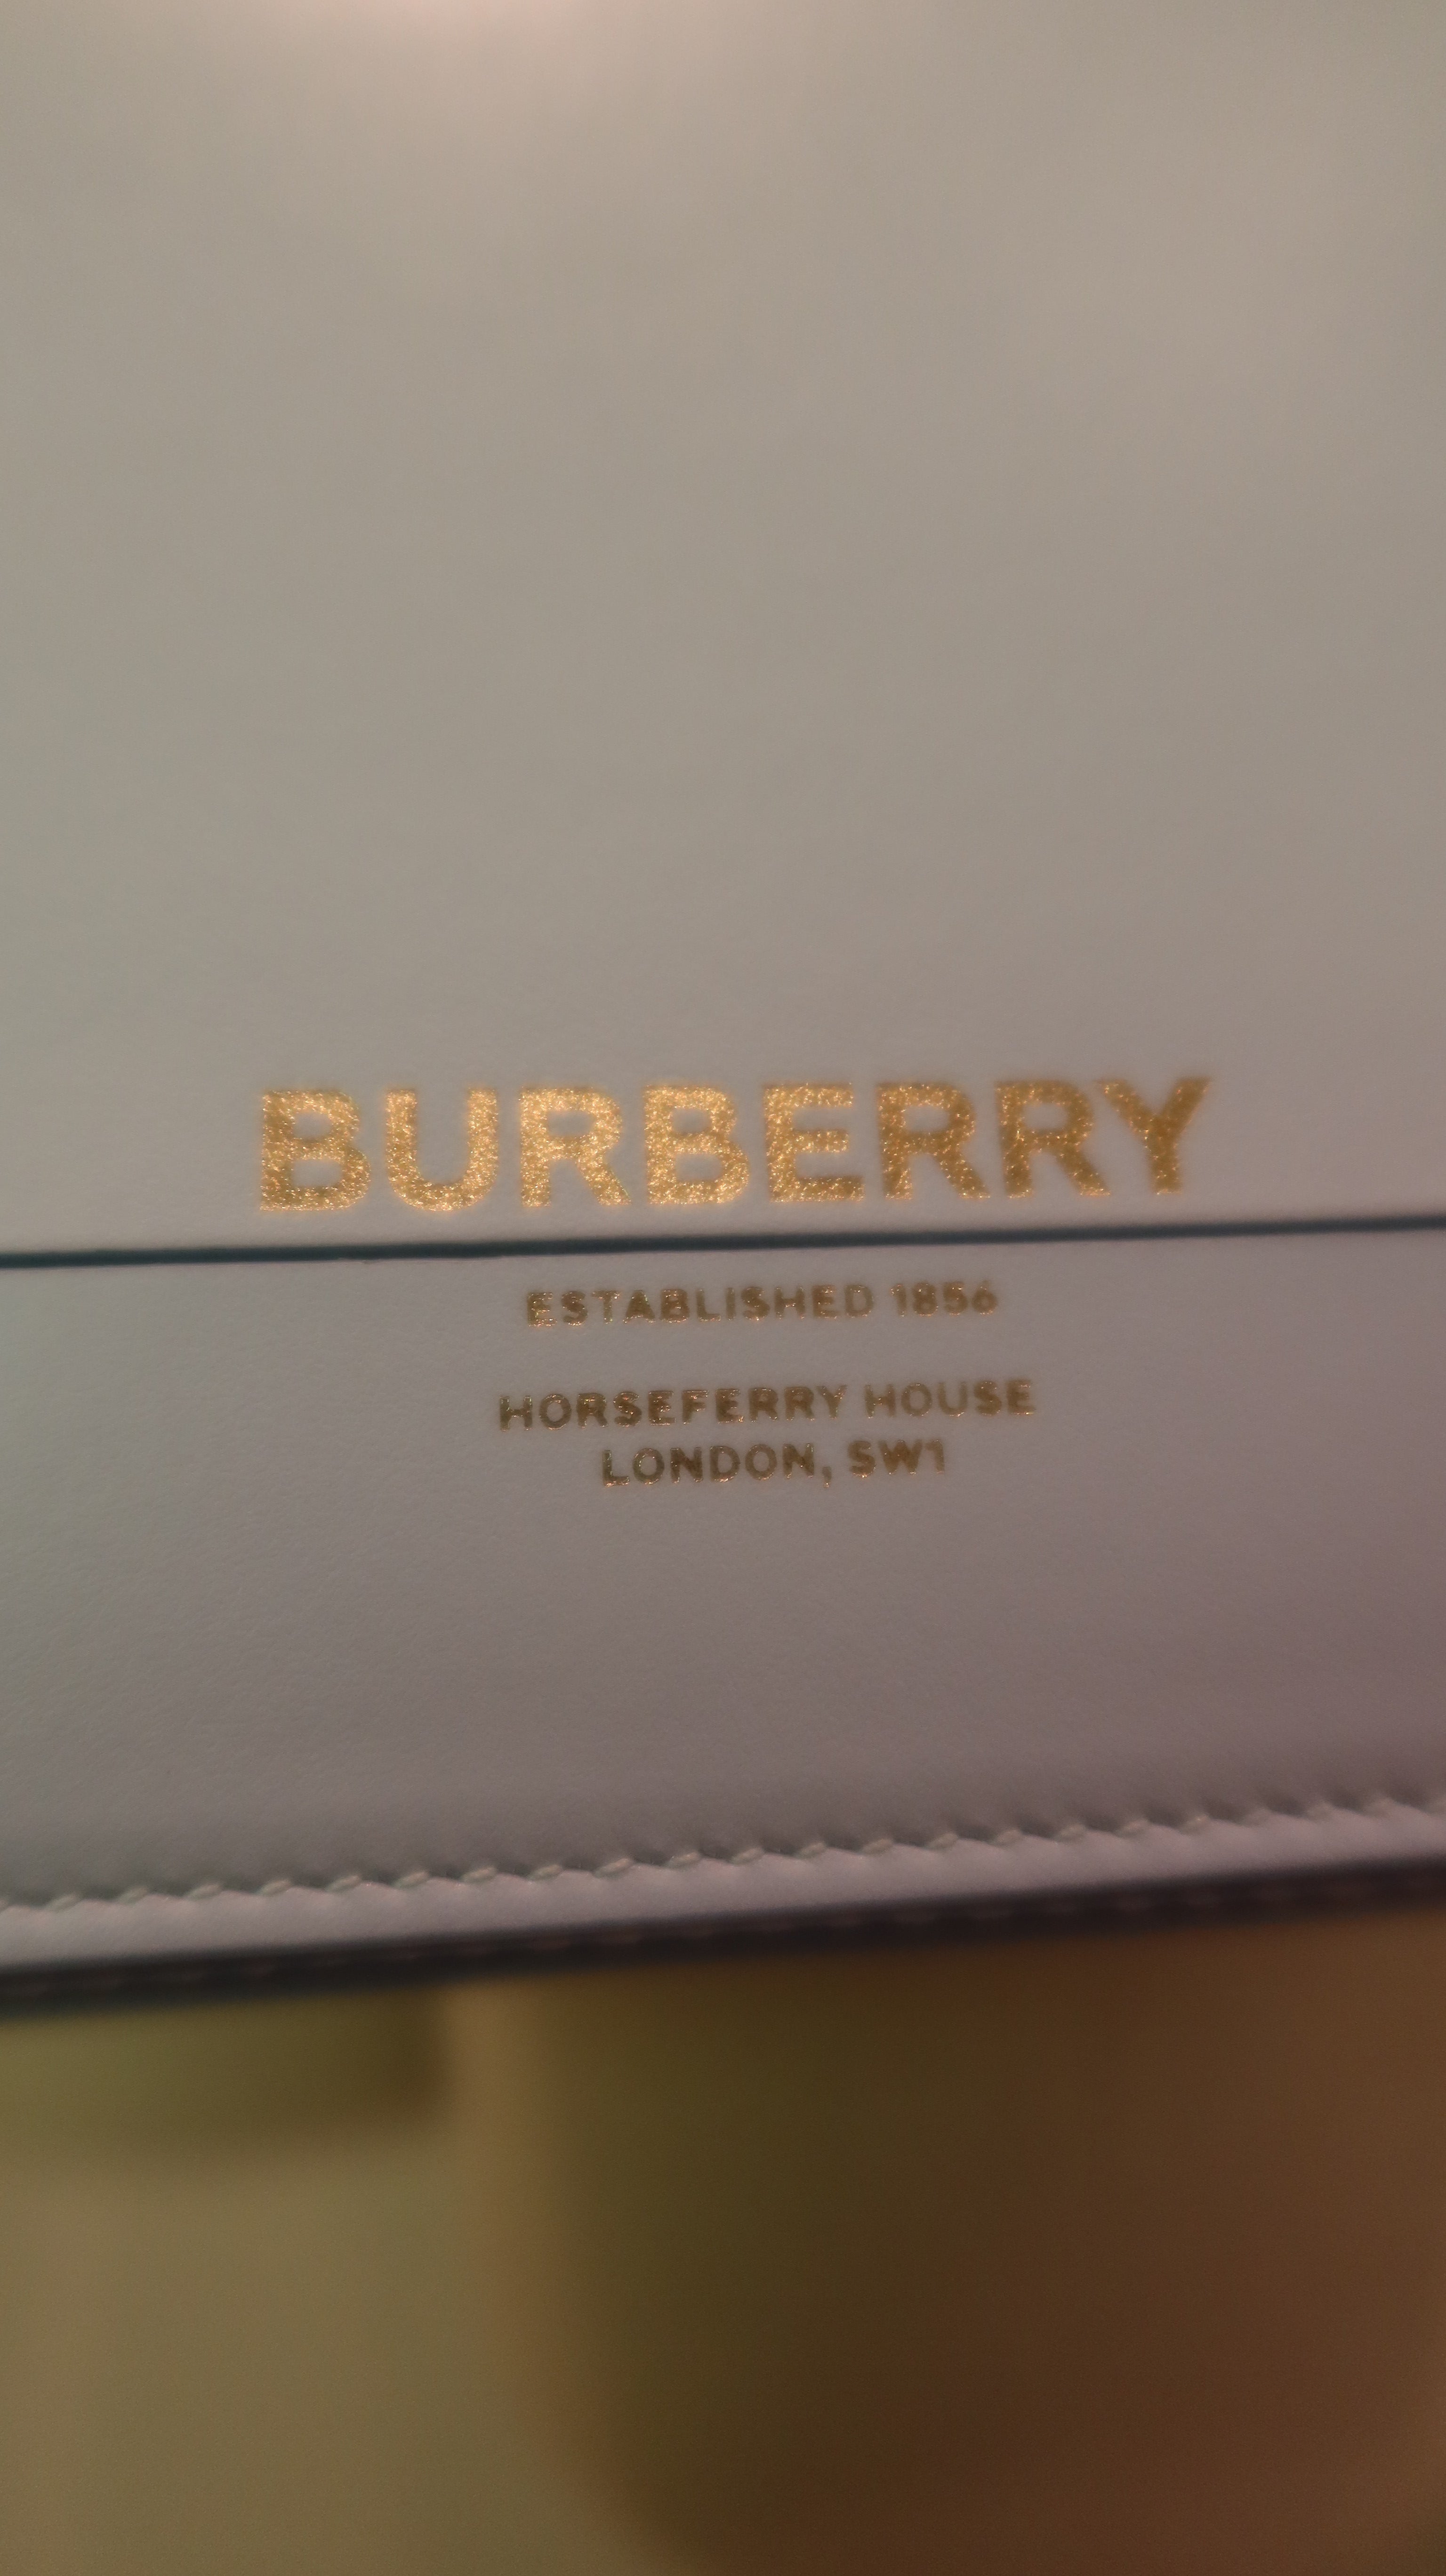 BURBERRY
ESTABLISHED 1856
HORSEFERRY HOUSE
LONDON, SW1